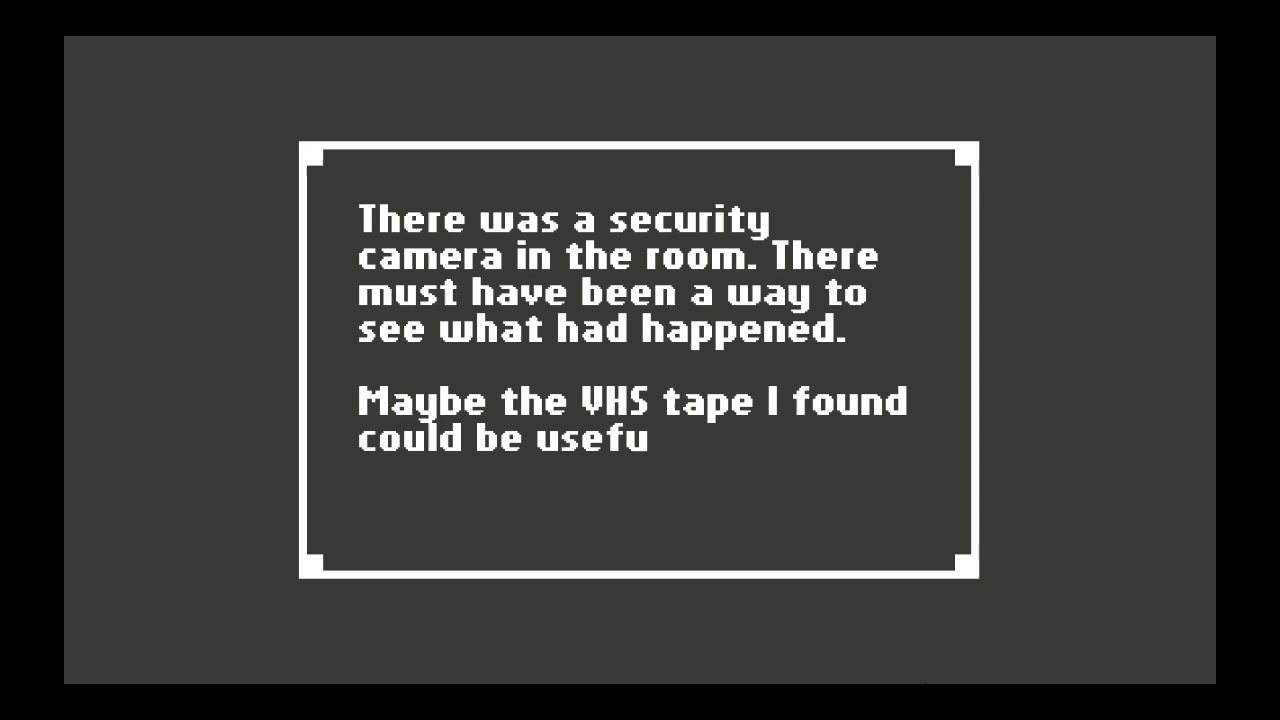 There was a security
camera in the room. There
must have been a way to
see what had happened.
Maybe the VHS tape I found
could be usefu